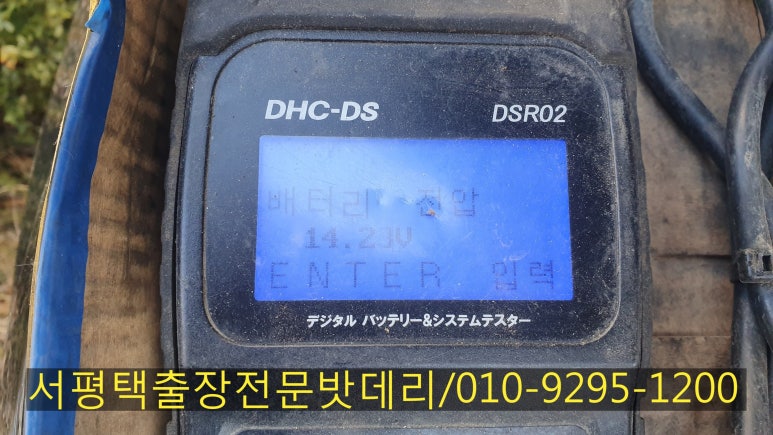 DHC-DS DSR02
배터리 전압
14.23V
ENTER 입력
デジタル バッテリー&システムテスター
서평택출장전문밧데리/010-9295-1200